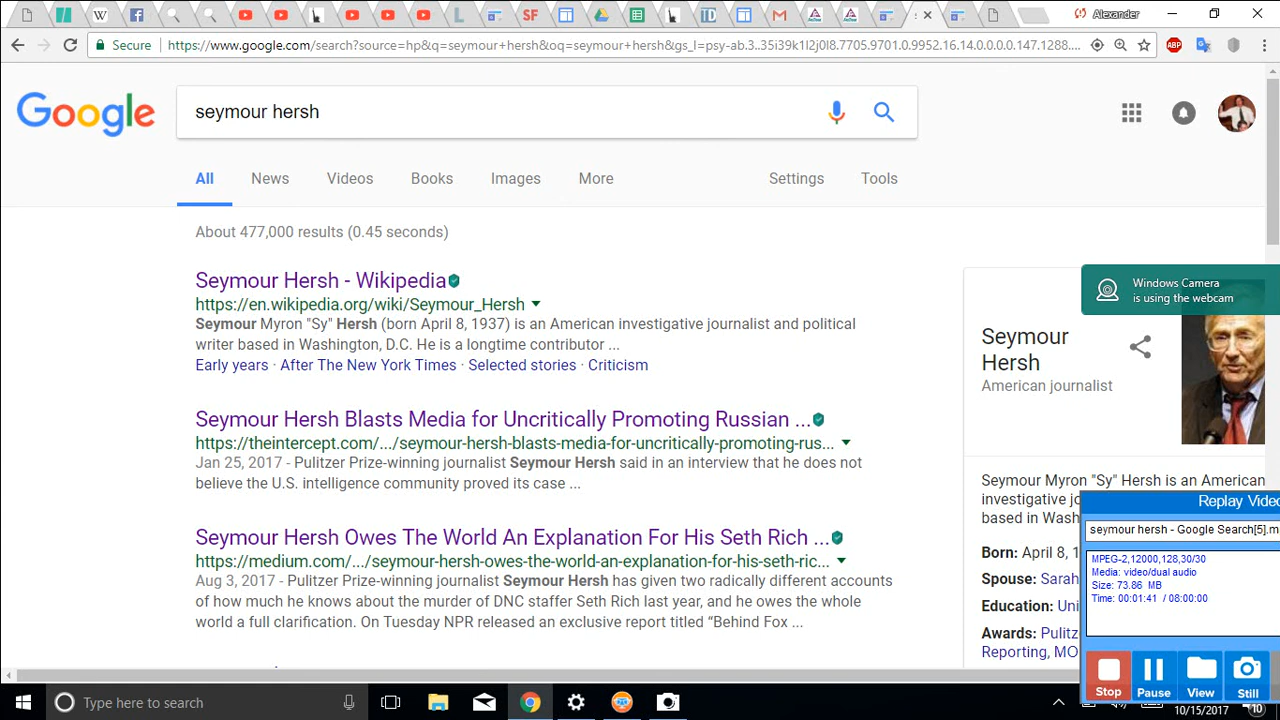 Alexander
Secure
https://www.google.com/search?source=hp&q=seymour+hersh&oq=seymour+hersh&gs_l=psy-ab.3..35i39k1l2j0l8.7705.9701.0.9952.16.14.0.0.0.0.147.1288....
ABP
Google
seymour hersh
All News Videos Books Images More Settings Tools
About 477,000 results (0.45 seconds)
Seymour Hersh - Wikipedia
https://en.wikipedia.org/wiki/Seymour_Hersh
Seymour Myron "Sy" Hersh (born April 8, 1937) is an American investigative journalist and political
writer based in Washington, D.C. He is a longtime contributor ...
Early years · After The New York Times · Selected stories · Criticism
Seymour Hersh Blasts Media for Uncritically Promoting Russian ...
https://theintercept.com/.../seymour-hersh-blasts-media-for-uncritically-promoting-rus...
Jan 25, 2017 - Pulitzer Prize-winning journalist Seymour Hersh said in an interview that he does not
believe the U.S. intelligence community proved its case ...
Seymour Hersh Owes The World An Explanation For His Seth Rich ...
https://medium.com/.../seymour-hersh-owes-the-world-an-explanation-for-his-seth-ric...
Aug 3, 2017 - Pulitzer Prize-winning journalist Seymour Hersh has given two radically different accounts
of how much he knows about the murder of DNC staffer Seth Rich last year, and he owes the whole
world a full clarification. On Tuesday NPR released an exclusive report titled “Behind Fox ...
Windows Camera
is using the webcam
Seymour
Hersh
American journalist
Seymour Myron "Sy" Hersh is an American
investigative jo
based in Wash
Born: April 8, 1
Spouse: Sarah
Education: Uni
Awards: Pulitz
Reporting, MO
Replay Vide
seymour hersh - Google Search[5].m
MPEG-2,12000,128,30/30
Media: video/dual audio
Size: 73.86 MB
Time: 00:01:41 / 08:00:00
Stop Pause View Still
Type here to search
10/15/2017
10